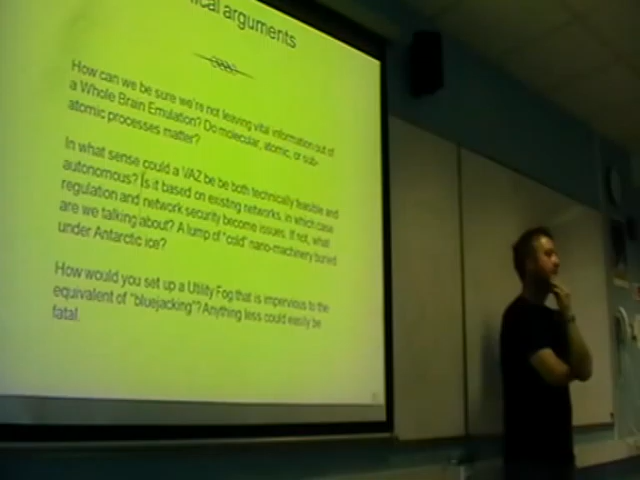 ical arguments
How can we be sure we're not leaving vital information out of
a Whole Brain Emulation? Do molecular, atomic, or sub-
atomic processes matter?
In what sense could a VAZ be be both technically feasible and
autonomous? Is it based on existing networks, in which case
regulation and network security become issues. If not, what
are we talking about? A lump of "cold" nano-machinery buried
under Antarctic ice?
How would you set up a Utility Fog that is impervious to the
equivalent of "bluejacking"? Anything less could easily be
fatal.